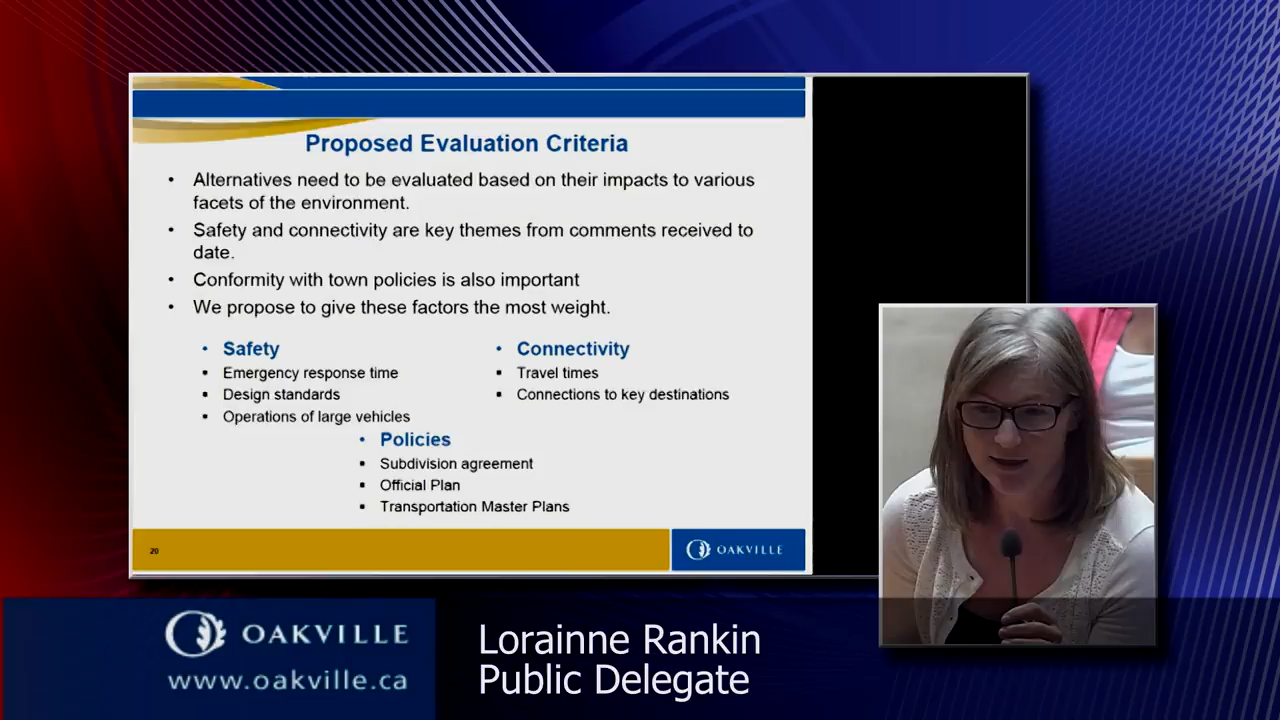 Proposed Evaluation Criteria
• Alternatives need to be evaluated based on their impacts to various
facets of the environment.
• Safety and connectivity are key themes from comments received to
date.
• Conformity with town policies is also important
• We propose to give these factors the most weight.
• Safety
▪ Emergency response time
▪ Design standards
▪ Operations of large vehicles
• Connectivity
▪ Travel times
▪ Connections to key destinations
• Policies
▪ Subdivision agreement
▪ Official Plan
▪ Transportation Master Plans
20
OAKVILLE
OAKVILLE
www.oakville.ca
Lorainne Rankin
Public Delegate